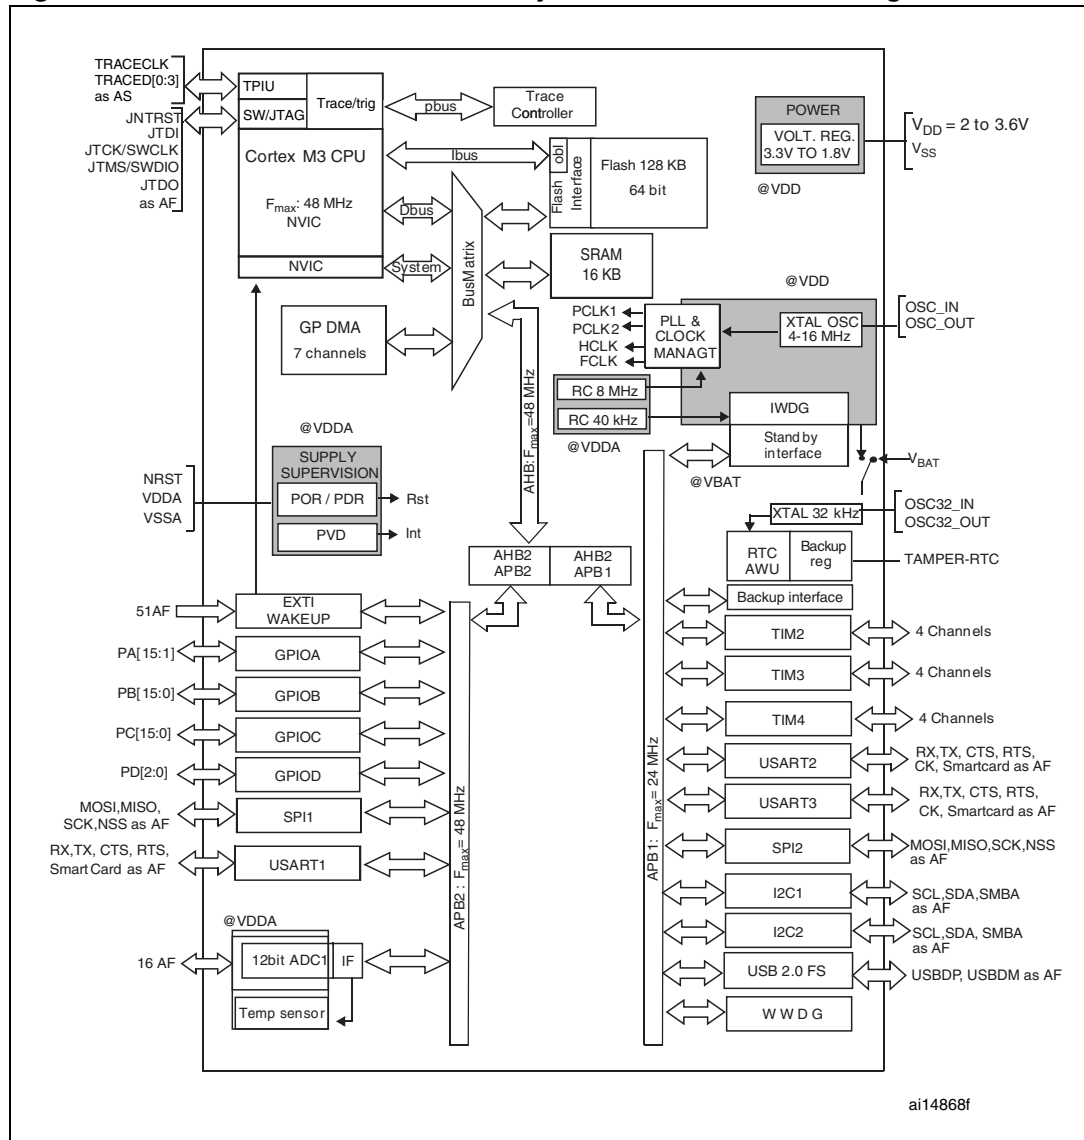 TRACECLK
TRACED[0:3]
as AS
JNTRST
JTDI
JTCK/SWCLK
JTMS/SWDIO
JTDO
as AF
TPIU
SW/JTAG
Trace/trig
pbus
Trace
Controller
Cortex M3 CPU
Fmax: 48 MHz
NVIC
NVIC
Ibus
Dbus
System
BusMatrix
obl
Flash
Interface
Flash 128 KB
64 bit
SRAM
16 KB
POWER
VOLT. REG.
3.3V TO 1.8V
@VDD
VDD = 2 to 3.6V
VSS
GP DMA
7 channels
PCLK1
PCLK2
HCLK
FCLK
PLL &
CLOCK
MANAGT
@VDD
XTAL OSC
4-16 MHz
OSC_IN
OSC_OUT
RC 8 MHz
RC 40 kHz
@VDDA
IWDG
Stand by
interface
@VBAT
VBAT
AHB: Fmax=48 MHz
@VDDA
SUPPLY
SUPERVISION
POR / PDR
Rst
PVD
Int
NRST
VDDA
VSSA
XTAL 32 kHz
OSC32_IN
OSC32_OUT
RTC
AWU
Backup
reg
TAMPER-RTC
Backup interface
AHB2
APB2
AHB2
APB1
51AF
EXTI
WAKEUP
PA[15:1]
GPIOA
PB[15:0]
GPIOB
PC[15:0]
GPIOC
PD[2:0]
GPIOD
MOSI,MISO,
SCK,NSS as AF
SPI1
RX,TX, CTS, RTS,
SmartCard as AF
USART1
@VDDA
16 AF
12bit ADC1
IF
Temp sensor
APB2 : Fmax= 48 MHz
APB1: Fmax= 24 MHz
TIM2
4 Channels
TIM3
4 Channels
TIM4
4 Channels
USART2
RX,TX, CTS, RTS,
CK, Smartcard as AF
USART3
RX,TX, CTS, RTS,
CK, Smartcard as AF
SPI2
MOSI,MISO,SCK,NSS
as AF
I2C1
SCL,SDA,SMBA
as AF
I2C2
SCL,SDA, SMBA
as AF
USB 2.0 FS
USBDP, USBDM as AF
W W D G
ai14868f